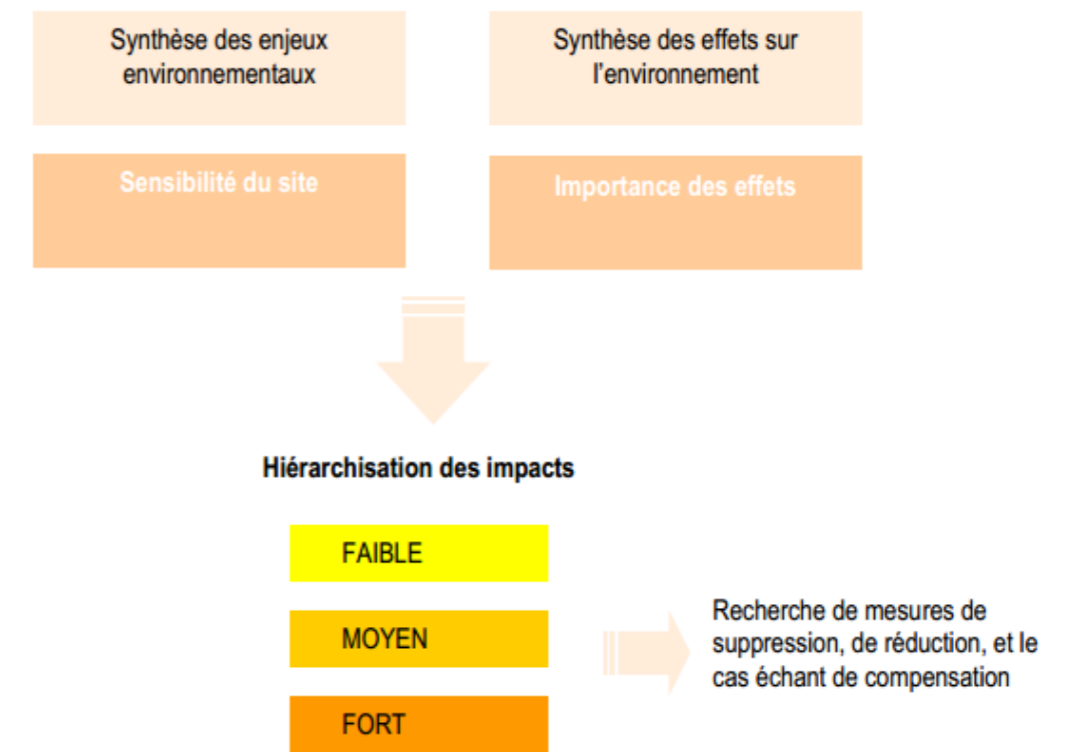 Synthèse des enjeux
environnementaux
Synthèse des effets sur
l'environnement
Sensibilité du site
Importance des effets
Hiérarchisation des impacts
FAIBLE
MOYEN
FORT
Recherche de mesures de
suppression, de réduction, et le
cas échant de compensation